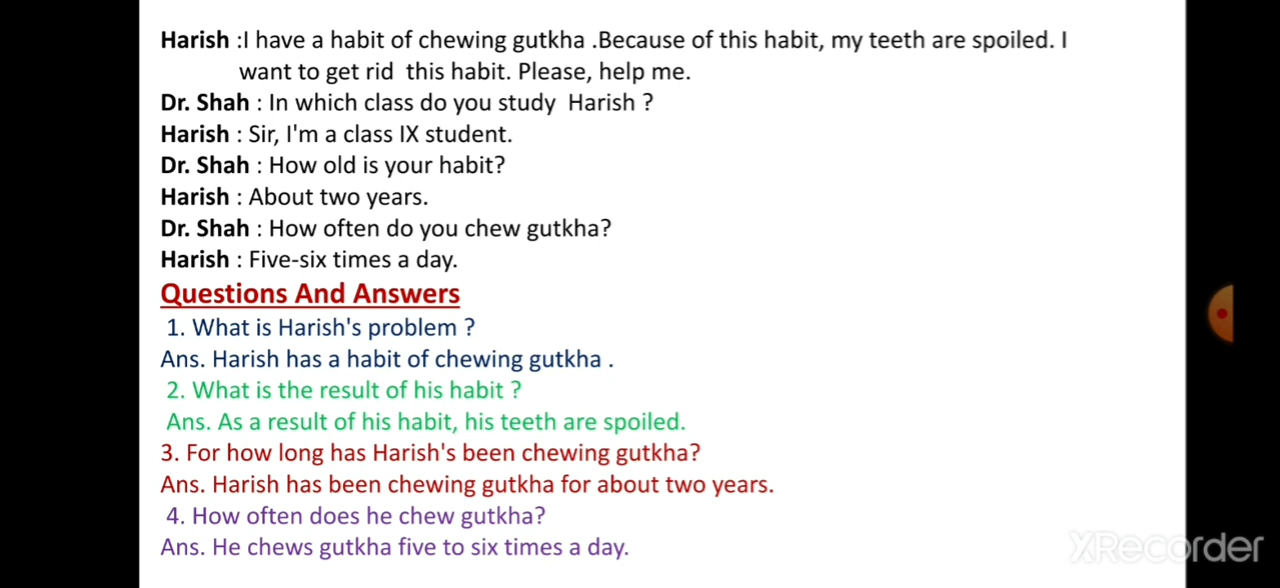 Harish :I have a habit of chewing gutkha .Because of this habit, my teeth are spoiled. I
want to get rid  this habit. Please, help me.
Dr. Shah : In which class do you study  Harish ?
Harish : Sir, I'm a class IX student.
Dr. Shah : How old is your habit?
Harish : About two years.
Dr. Shah : How often do you chew gutkha?
Harish : Five-six times a day.
Questions And Answers
1. What is Harish's problem ?
Ans. Harish has a habit of chewing gutkha .
2. What is the result of his habit ?
Ans. As a result of his habit, his teeth are spoiled.
3. For how long has Harish's been chewing gutkha?
Ans. Harish has been chewing gutkha for about two years.
4. How often does he chew gutkha?
Ans. He chews gutkha five to six times a day.
XRecorder